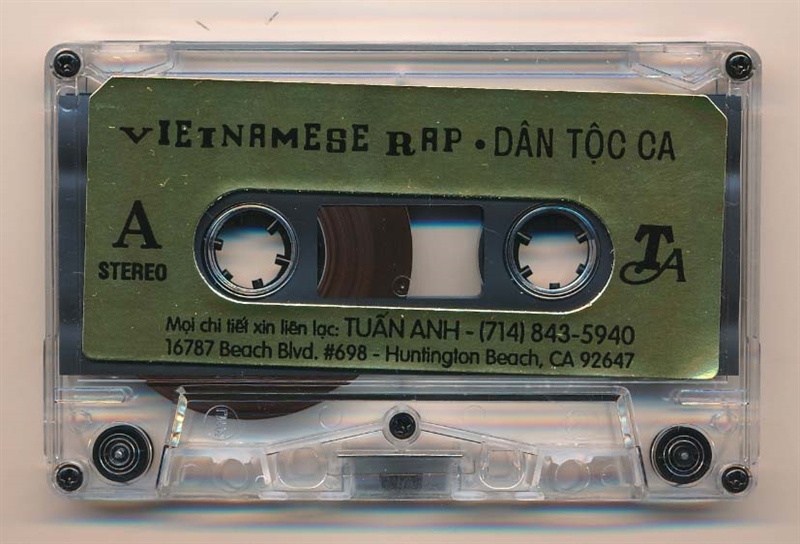 VIETNAMESE RAP • DÂN TỘC CA
A
STEREO
TA
Mọi chi tiết xin liên lạc: TUẤN ANH - (714) 843-5940
16787 Beach Blvd. #698 - Huntington Beach, CA 92647